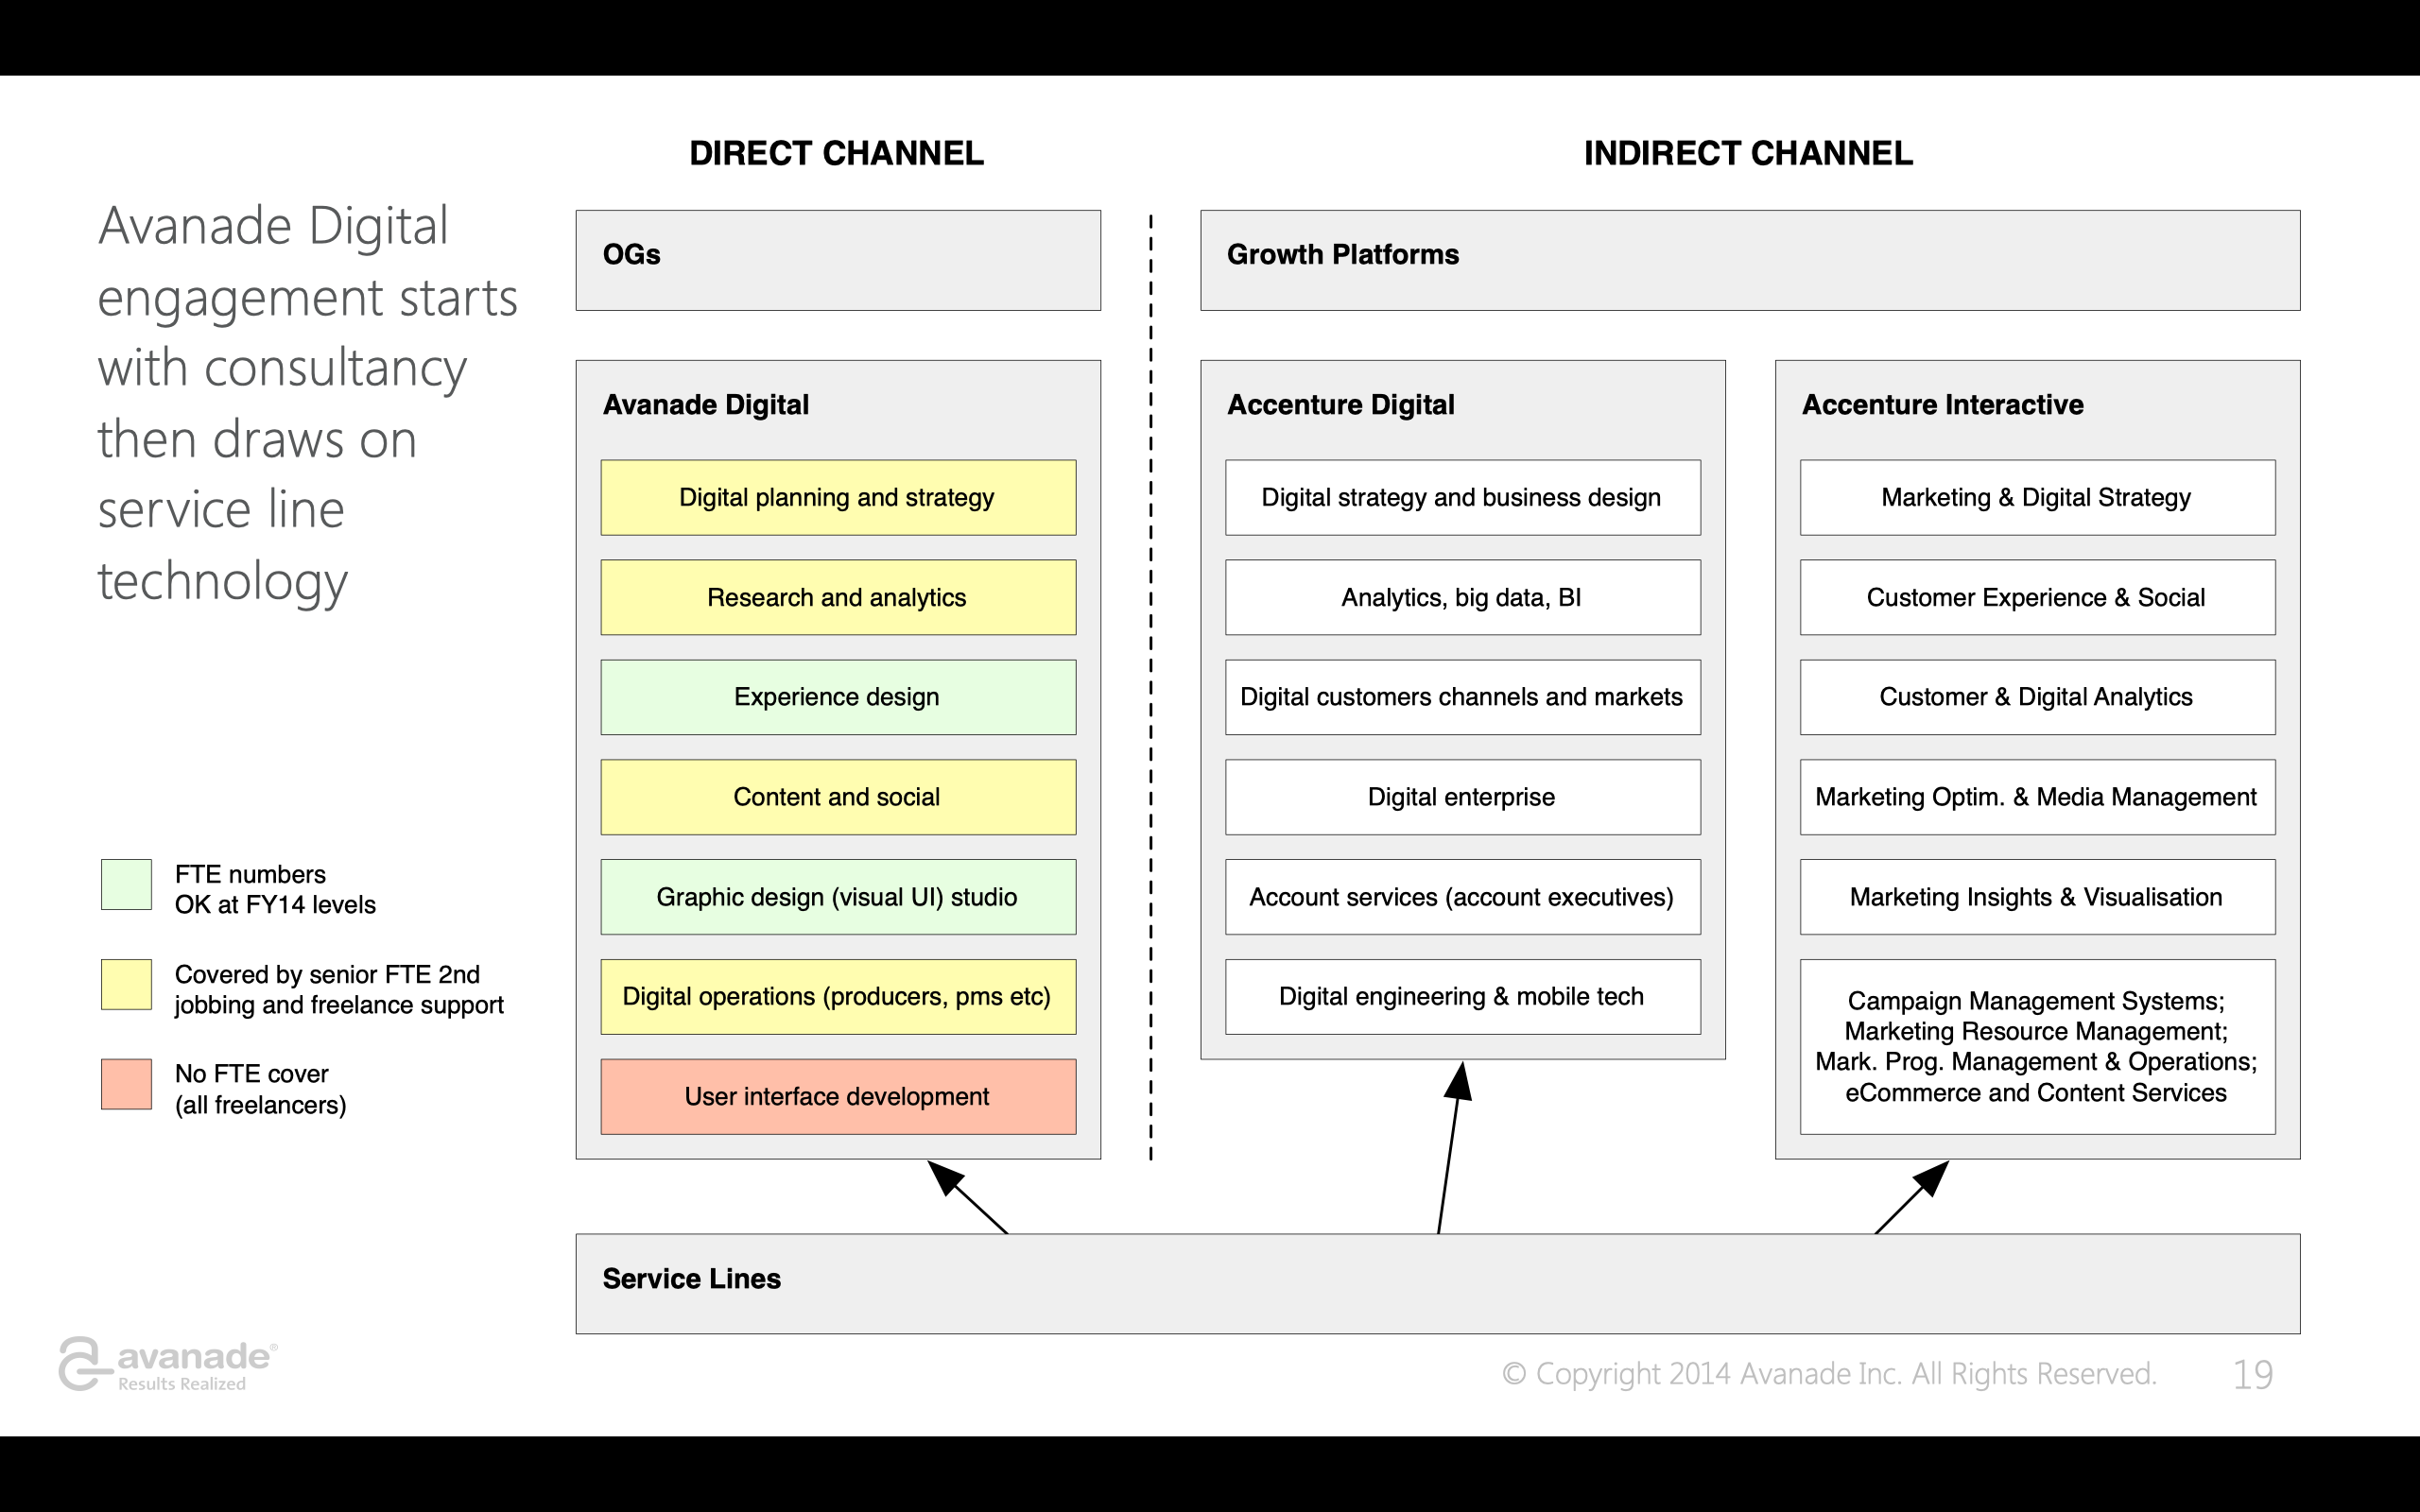 DIRECT CHANNEL
INDIRECT CHANNEL
Avanade Digital
engagement starts
with consultancy
then draws on
service line
technology
OGs
Growth Platforms
Avanade Digital
Digital planning and strategy
Research and analytics
Experience design
Content and social
Graphic design (visual UI) studio
Digital operations (producers, pms etc)
User interface development
Accenture Digital
Digital strategy and business design
Analytics, big data, BI
Digital customers channels and markets
Digital enterprise
Account services (account executives)
Digital engineering & mobile tech
Accenture Interactive
Marketing & Digital Strategy
Customer Experience & Social
Customer & Digital Analytics
Marketing Optim. & Media Management
Marketing Insights & Visualisation
Campaign Management Systems;
Marketing Resource Management;
Mark. Prog. Management & Operations;
eCommerce and Content Services
FTE numbers
OK at FY14 levels
Covered by senior FTE 2nd
jobbing and freelance support
No FTE cover
(all freelancers)
Service Lines
avanade®
Results Realized
© Copyright 2014 Avanade Inc. All Rights Reserved.
19